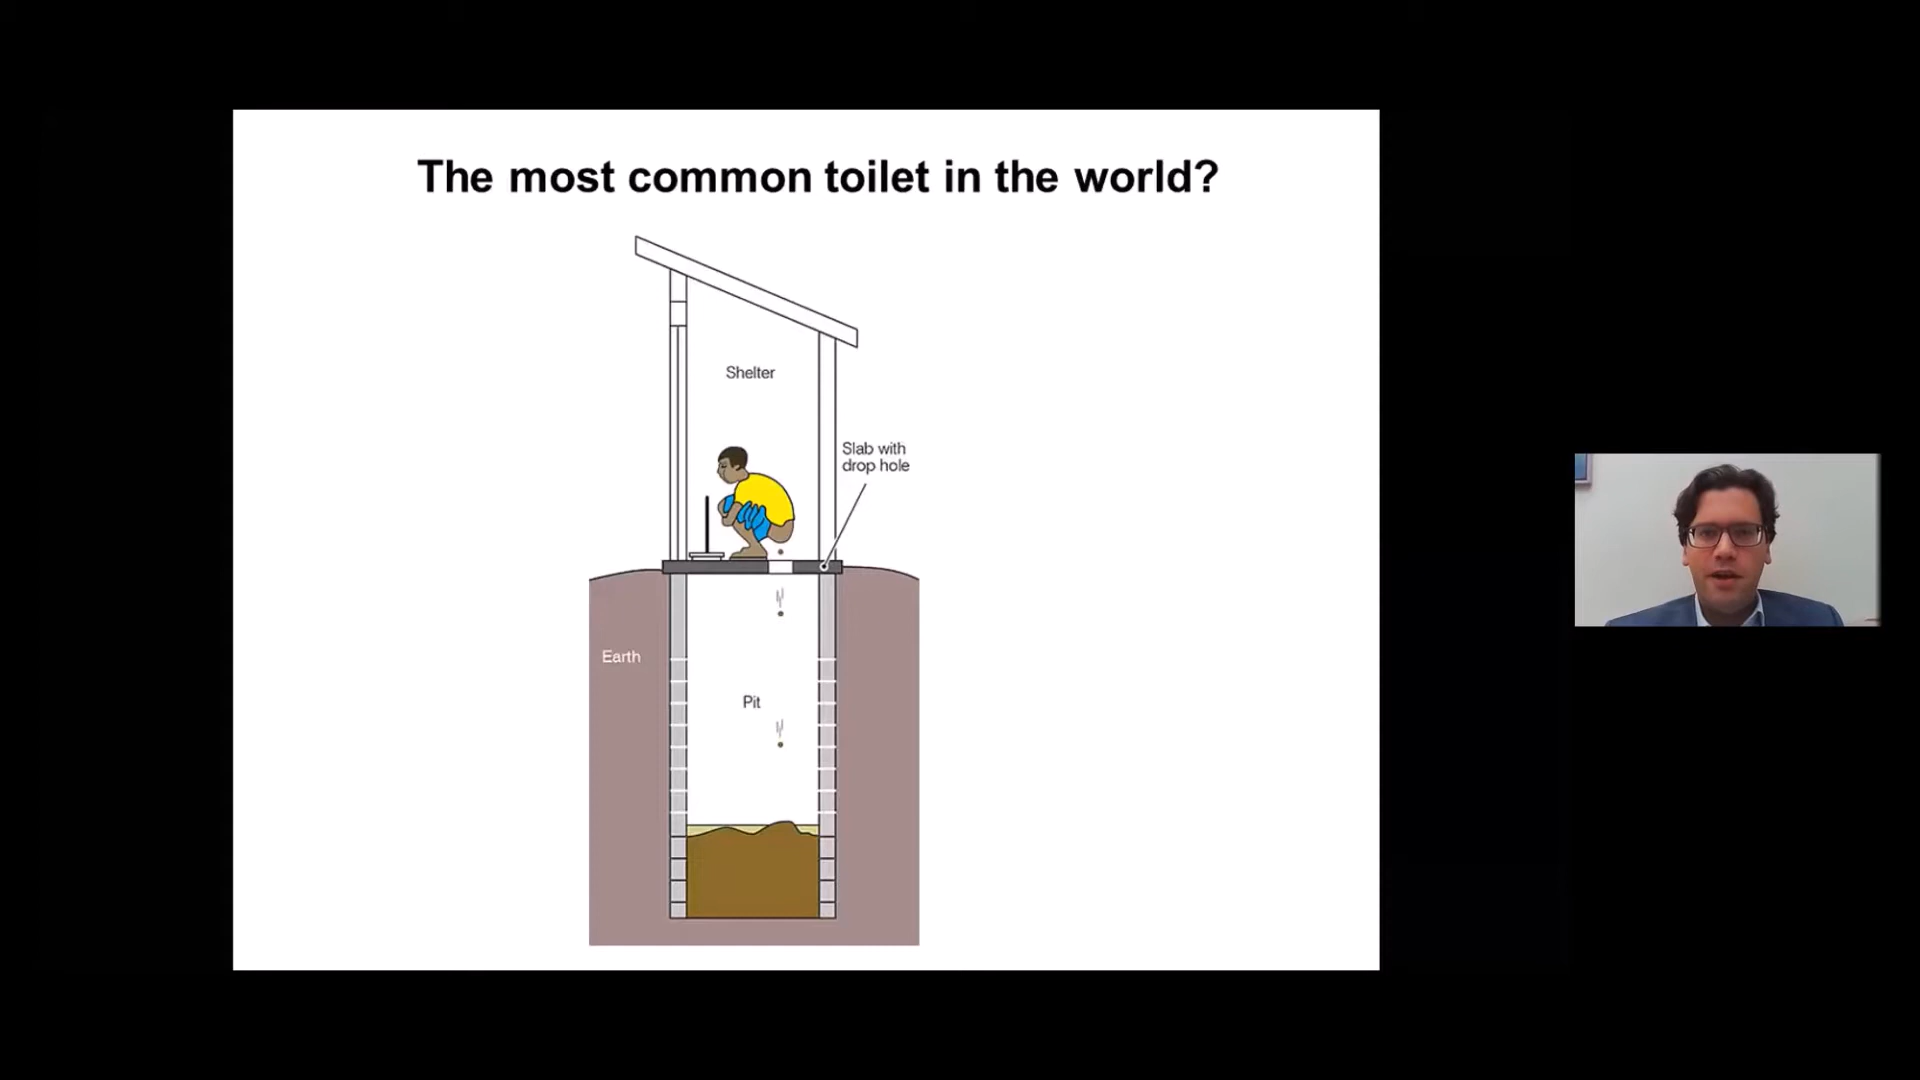 The most common toilet in the world?
Shelter
Slab with
drop hole
Earth
Pit